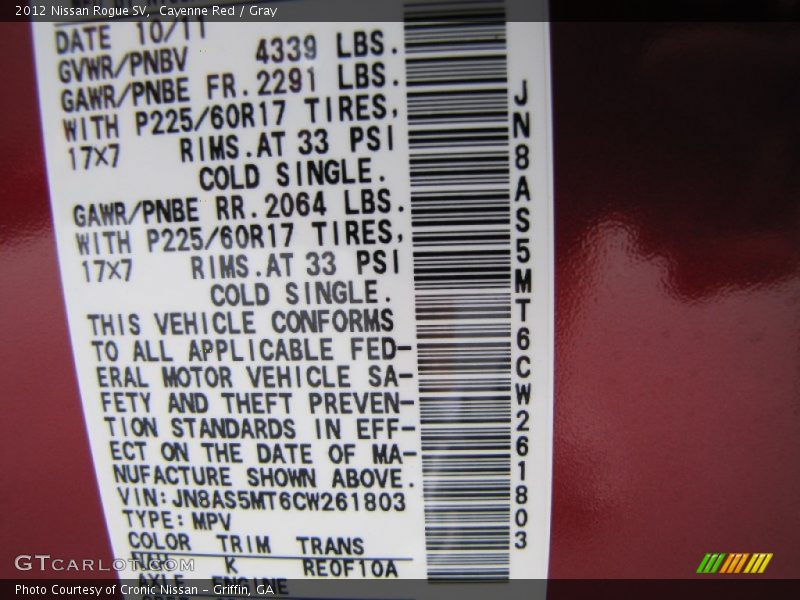 2012 Nissan Rogue SV, Cayenne Red / Gray
DATE 10/11
GVWR/PNBV 4339 LBS.
GAWR/PNBE FR.2291 LBS.
WITH P225/60R17 TIRES,
17X7 RIMS.AT 33 PSI
COLD SINGLE.
GAWR/PNBE RR.2064 LBS.
WITH P225/60R17 TIRES,
17X7 RIMS.AT 33 PSI
COLD SINGLE.
THIS VEHICLE CONFORMS
TO ALL APPLICABLE FED-
ERAL MOTOR VEHICLE SA-
FETY AND THEFT PREVEN-
TION STANDARDS IN EFF-
ECT ON THE DATE OF MA-
NUFACTURE SHOWN ABOVE.
VIN:JN8AS5MT6CW261803
TYPE:MPV
COLOR TRIM TRANS
NAH K RE0F10A
AXLE ENGINE
JN8AS5MT6CW261803
GTCARLOT.COM
Photo Courtesy of Cronic Nissan - Griffin, GA